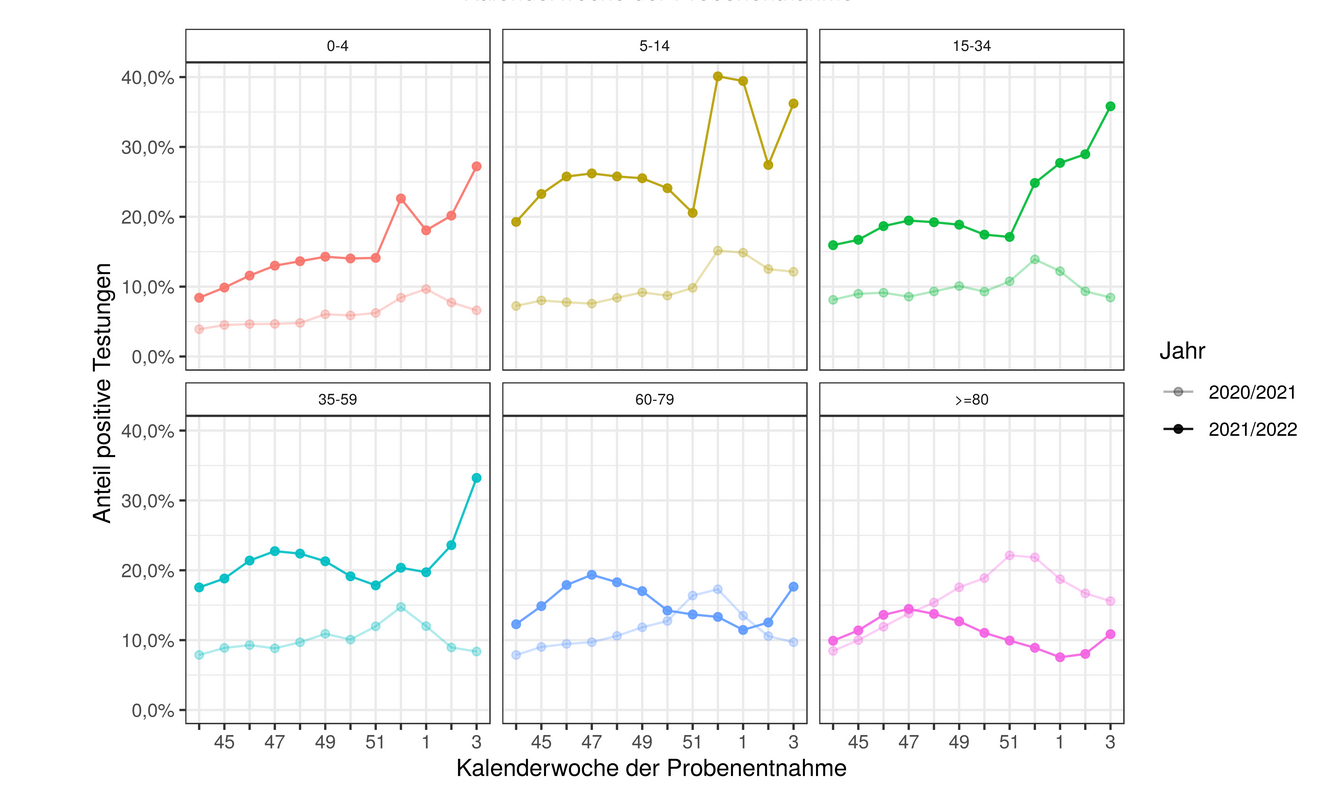 0-4 5-14 15-34
40,0%
30,0%
20,0%
10,0%
0,0%
35-59 60-79 >=80
40,0%
30,0%
20,0%
10,0%
0,0%
45 47 49 51 1 3 45 47 49 51 1 3 45 47 49 51 1 3
Kalenderwoche der Probenentnahme
Anteil positive Testungen
Jahr
2020/2021
2021/2022